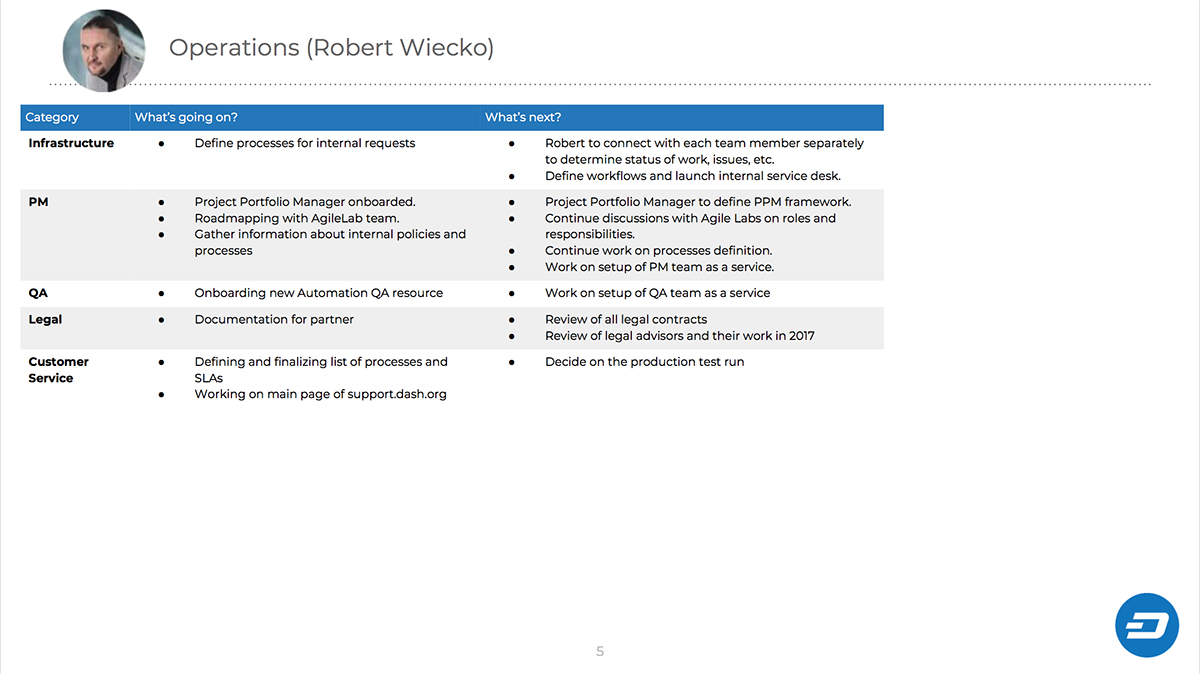 Operations (Robert Wiecko)
Category What's going on? What's next?
Infrastructure
● Define processes for internal requests
● Robert to connect with each team member separately
to determine status of work, issues, etc.
● Define workflows and launch internal service desk.
PM
● Project Portfolio Manager onboarded.
● Roadmapping with AgileLab team.
● Gather information about internal policies and
processes
● Project Portfolio Manager to define PPM framework.
● Continue discussions with Agile Labs on roles and
responsibilities.
● Continue work on processes definition.
● Work on setup of PM team as a service.
QA
● Onboarding new Automation QA resource
● Work on setup of QA team as a service
Legal
● Documentation for partner
● Review of all legal contracts
● Review of legal advisors and their work in 2017
Customer
Service
● Defining and finalizing list of processes and
SLAs
● Working on main page of support.dash.org
● Decide on the production test run
5